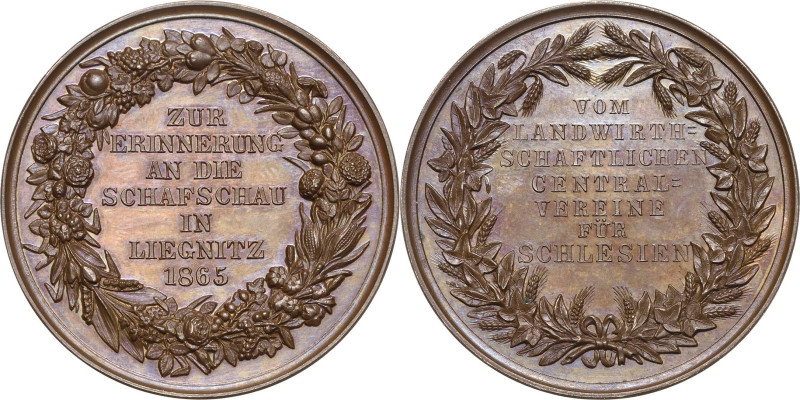 ZUR
ERINNERUNG
AN DIE
SCHAFSCHAU
IN
LIEGNITZ
1865
VOM
LANDWIRTH-
SCHAFTLICHEN
CENTRAL-
VEREINE
FÜR
SCHLESIEN